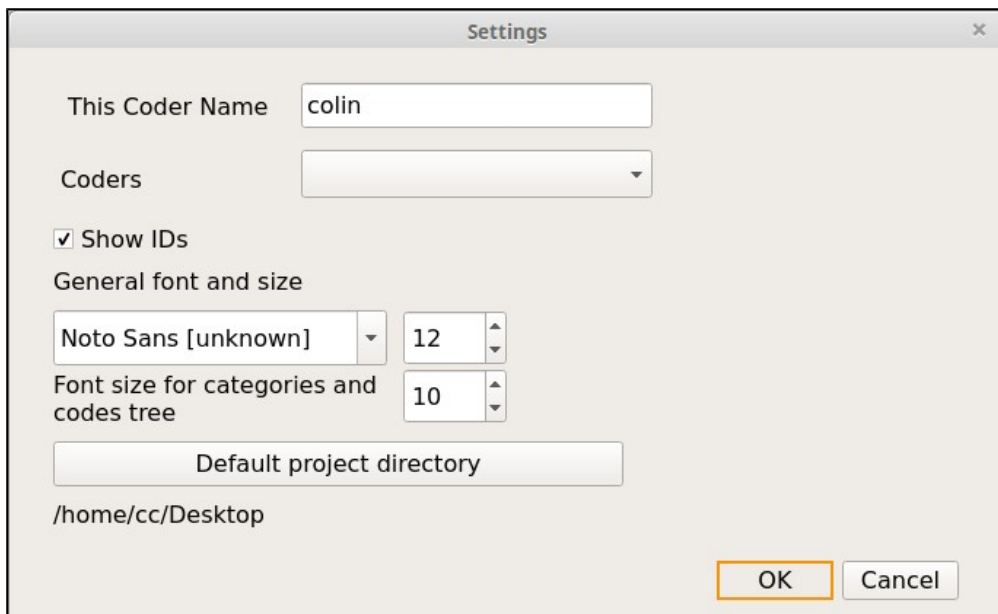 Settings
This Coder Name
colin
Coders
Show IDs
General font and size
Noto Sans [unknown]
12
Font size for categories and
codes tree
10
Default project directory
/home/cc/Desktop
OK
Cancel